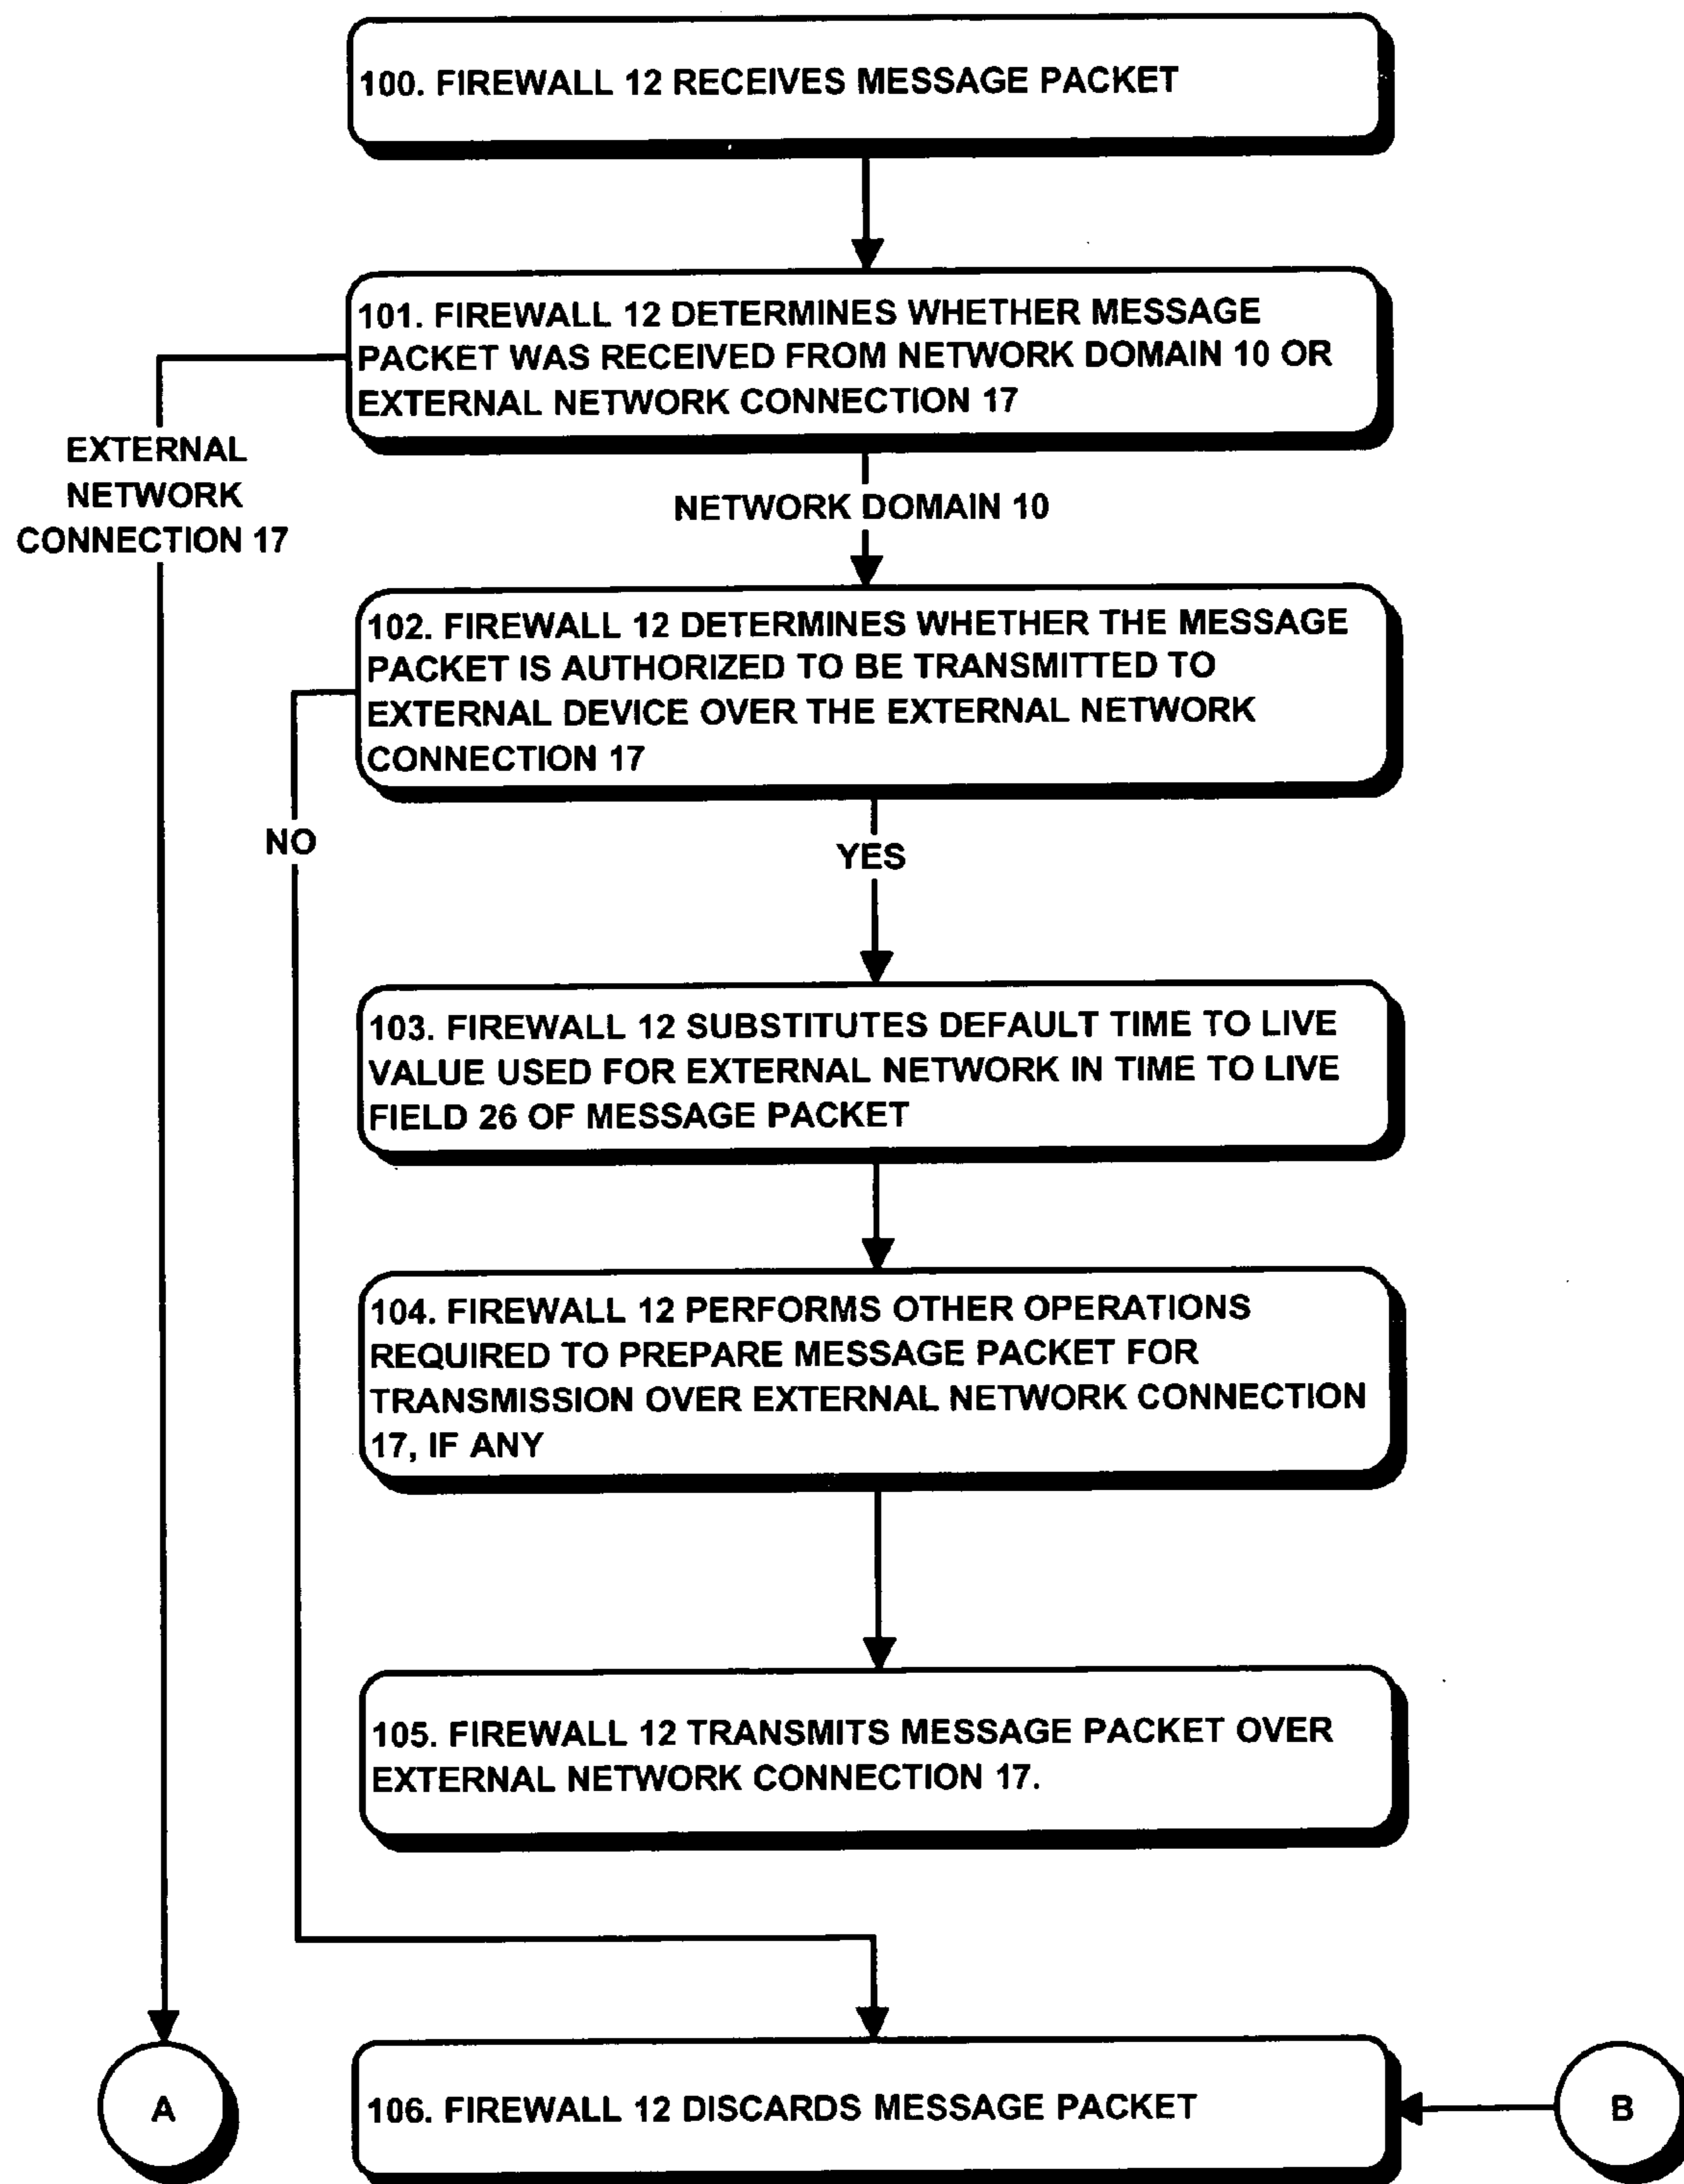 100. FIREWALL 12 RECEIVES MESSAGE PACKET
101. FIREWALL 12 DETERMINES WHETHER MESSAGE
PACKET WAS RECEIVED FROM NETWORK DOMAIN 10 OR
EXTERNAL NETWORK CONNECTION 17
EXTERNAL
NETWORK
CONNECTION 17
NETWORK DOMAIN 10
102. FIREWALL 12 DETERMINES WHETHER THE MESSAGE
PACKET IS AUTHORIZED TO BE TRANSMITTED TO
EXTERNAL DEVICE OVER THE EXTERNAL NETWORK
CONNECTION 17
NO
YES
103. FIREWALL 12 SUBSTITUTES DEFAULT TIME TO LIVE
VALUE USED FOR EXTERNAL NETWORK IN TIME TO LIVE
FIELD 26 OF MESSAGE PACKET
104. FIREWALL 12 PERFORMS OTHER OPERATIONS
REQUIRED TO PREPARE MESSAGE PACKET FOR
TRANSMISSION OVER EXTERNAL NETWORK CONNECTION
17, IF ANY
105. FIREWALL 12 TRANSMITS MESSAGE PACKET OVER
EXTERNAL NETWORK CONNECTION 17.
A
106. FIREWALL 12 DISCARDS MESSAGE PACKET
B